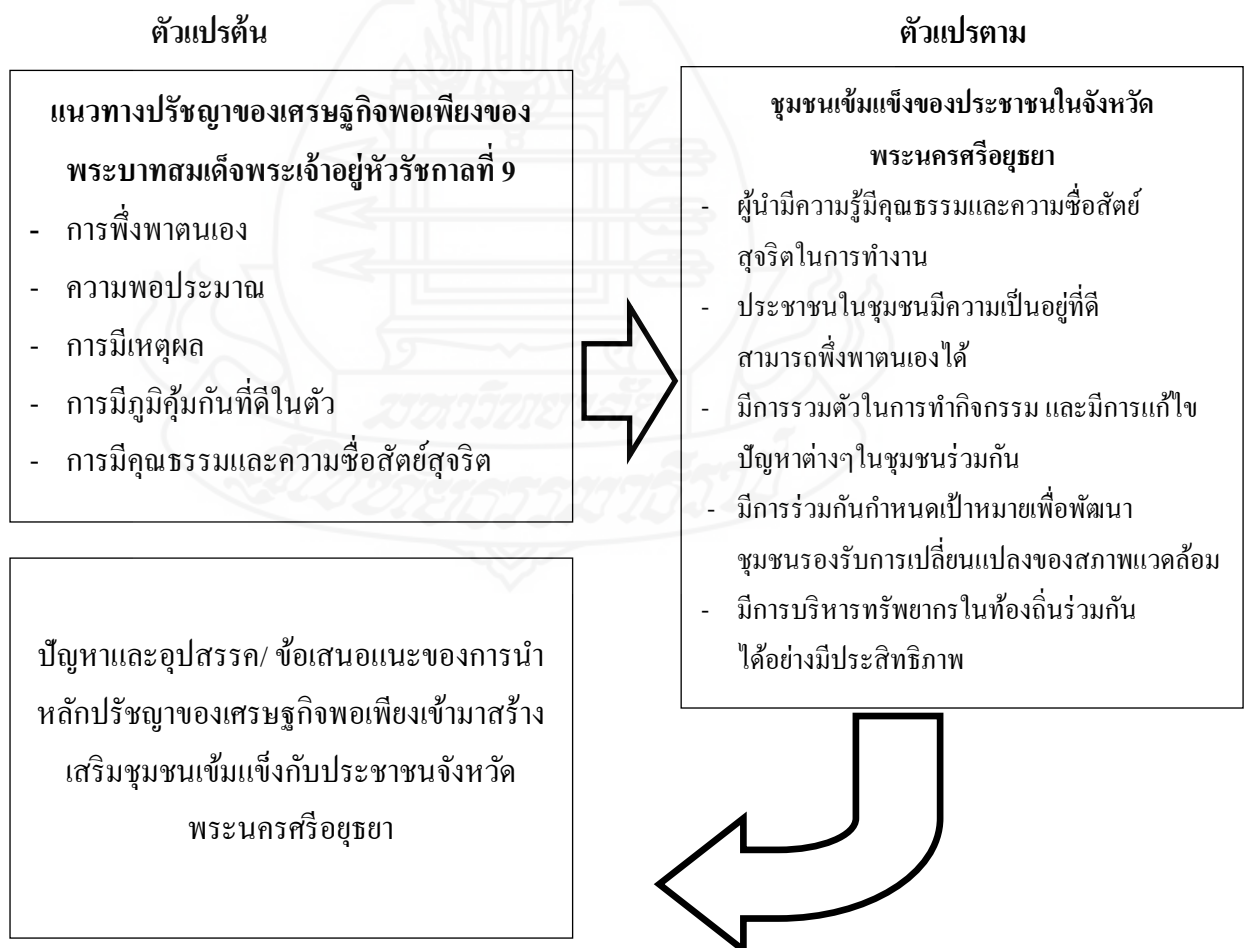 ตัวแปรต้น
แนวทางปรัชญาของเศรษฐกิจพอเพียงของ
พระบาทสมเด็จพระเจ้าอยู่หัวรัชกาลที่ 9
- การพึ่งพาตนเอง
- ความพอประมาณ
- การมีเหตุผล
- การมีภูมิคุ้มกันที่ดีในตัว
- การมีคุณธรรมและความซื่อสัตย์สุจริต
ตัวแปรตาม
ชุมชนเข้มแข็งของประชาชนในจังหวัด
พระนครศรีอยุธยา
- ผู้นำมีความรู้มีคุณธรรมและความซื่อสัตย์
สุจริตในการทำงาน
- ประชาชนในชุมชนมีความเป็นอยู่ที่ดี
สามารถพึ่งพาตนเองได้
- มีการรวมตัวในการทำกิจกรรม และมีการแก้ไข
ปัญหาต่างๆในชุมชนร่วมกัน
- มีการร่วมกันกำหนดเป้าหมายเพื่อพัฒนา
ชุมชนรองรับการเปลี่ยนแปลงของสภาพแวดล้อม
- มีการบริหารทรัพยากรในท้องถิ่นร่วมกัน
ได้อย่างมีประสิทธิภาพ
ปัญหาและอุปสรรค/ ข้อเสนอแนะของการนำ
หลักปรัชญาของเศรษฐกิจพอเพียงเข้ามาสร้าง
เสริมชุมชนเข้มแข็งกับประชาชนจังหวัด
พระนครศรีอยุธยา